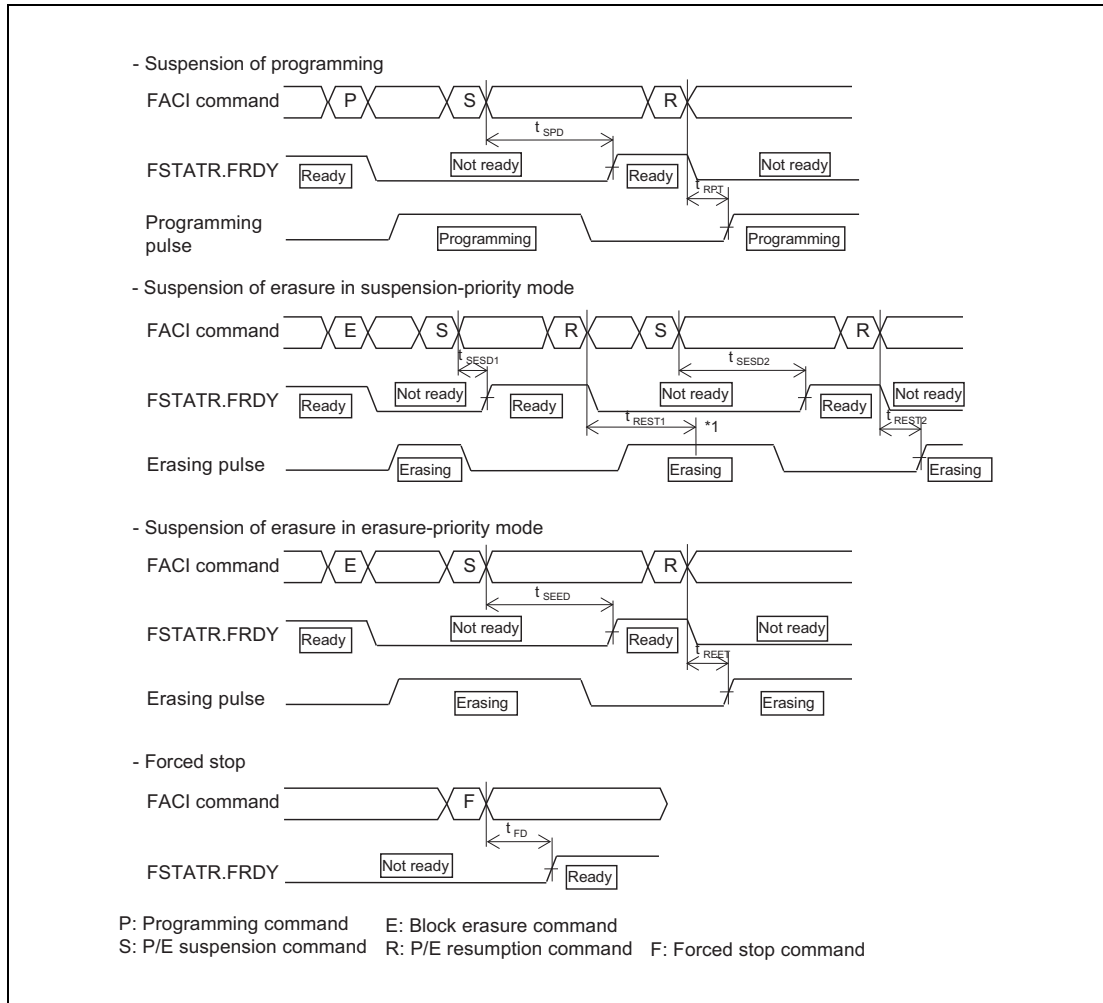 - Suspension of programming
FACI command P S R
t SPD
FSTATR.FRDY Ready Not ready Ready Not ready
t RPT
Programming pulse Programming Programming
- Suspension of erasure in suspension-priority mode
FACI command E S R S R
t SESD1 t SESD2
FSTATR.FRDY Ready Not ready Ready Not ready Ready Not ready
t REST1 *1 t REST2
Erasing pulse Erasing Erasing Erasing
- Suspension of erasure in erasure-priority mode
FACI command E S R
t SEED
FSTATR.FRDY Ready Not ready Ready Not ready
t REET
Erasing pulse Erasing Erasing
- Forced stop
FACI command F
t FD
FSTATR.FRDY Not ready Ready
P: Programming command E: Block erasure command
S: P/E suspension command R: P/E resumption command F: Forced stop command